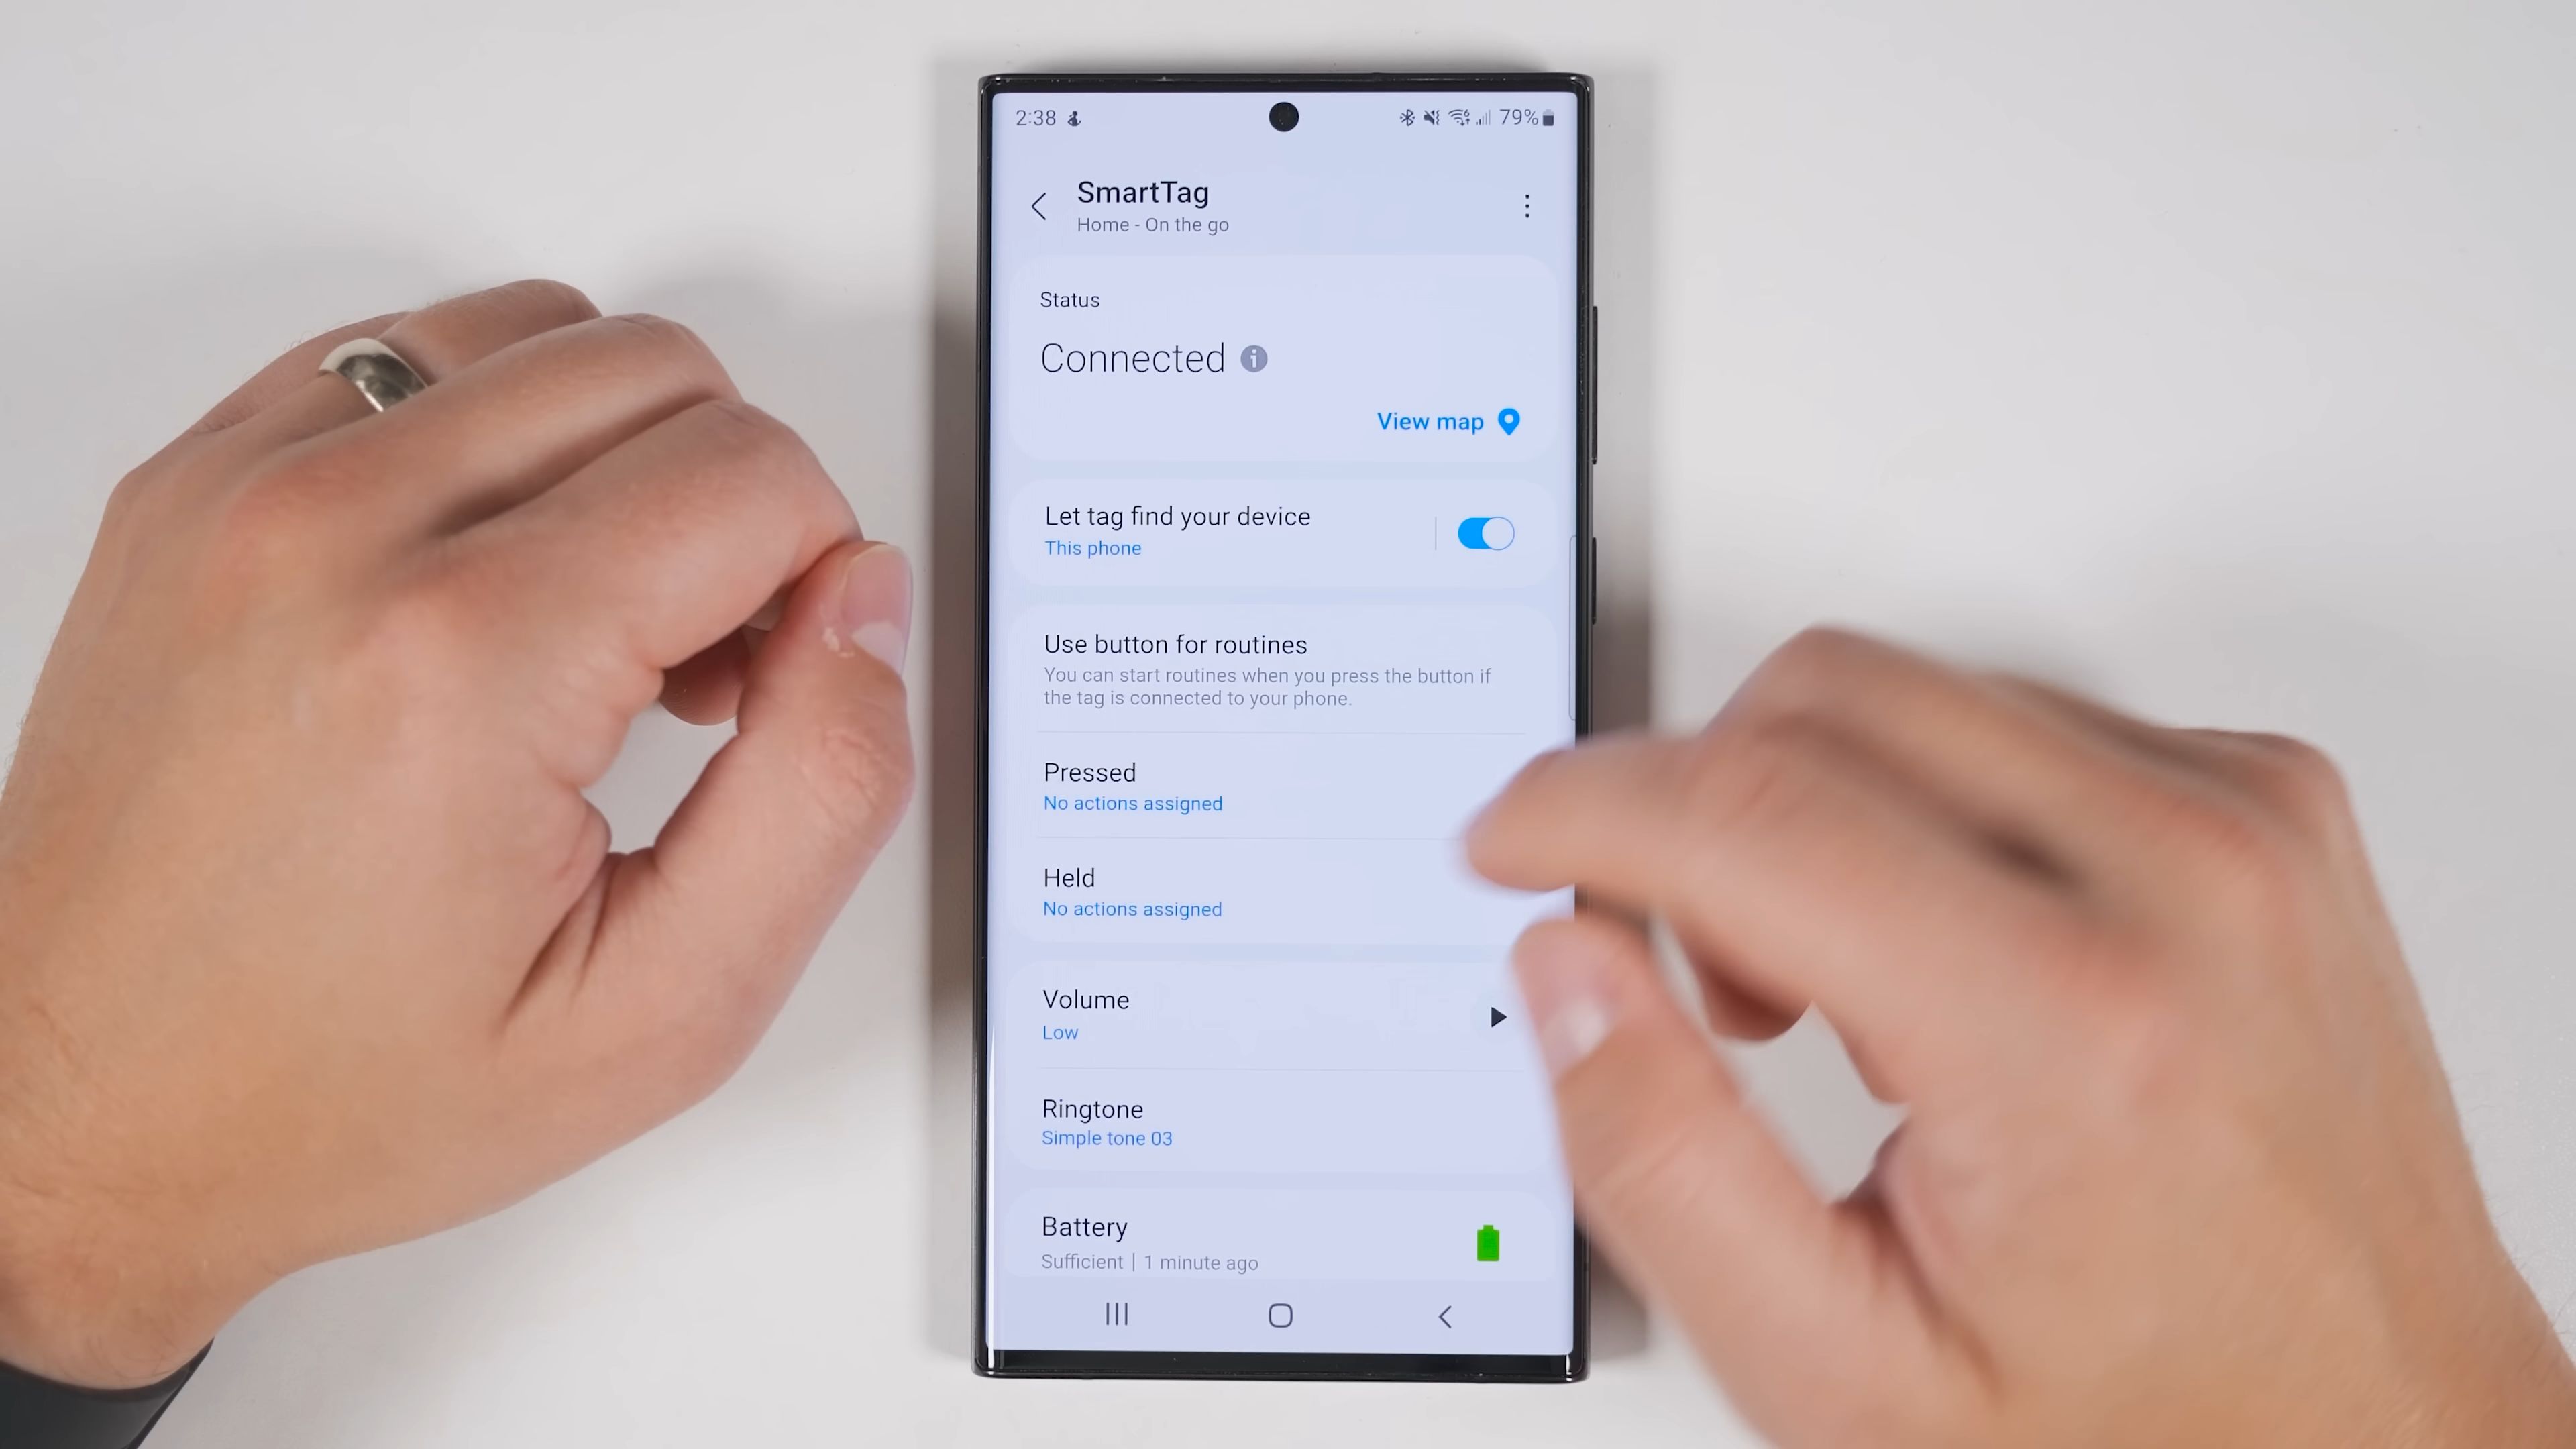 2:38
79%
SmartTag
Home - On the go
Status
Connected
View map
Let tag find your device
This phone
Use button for routines
You can start routines when you press the button if
the tag is connected to your phone.
Pressed
No actions assigned
Held
No actions assigned
Volume
Low
Ringtone
Simple tone 03
Battery
Sufficient | 1 minute ago